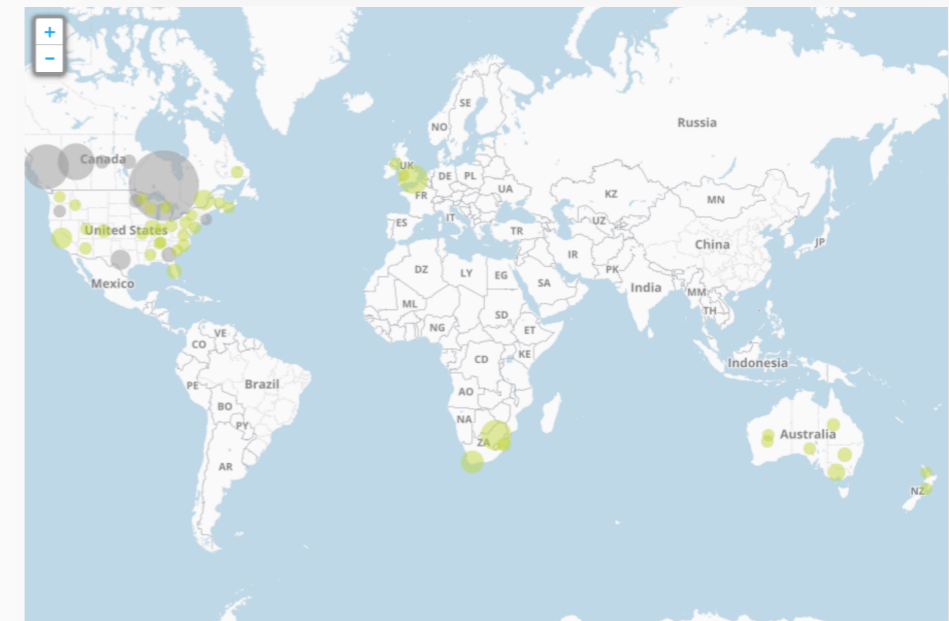 +
−
SE
NO
Russia
Canada
UK
DE
PL
UA
KZ
MN
FR
United States
ES
IT
TR
UZ
China
JP
IR
PK
DZ
LY
EG
SA
India
MM
TH
Mexico
ML
NG
SD
ET
VE
CO
CD
KE
Indonesia
PE
Brazil
BO
AO
PY
NA
ZA
Australia
AR
NZ